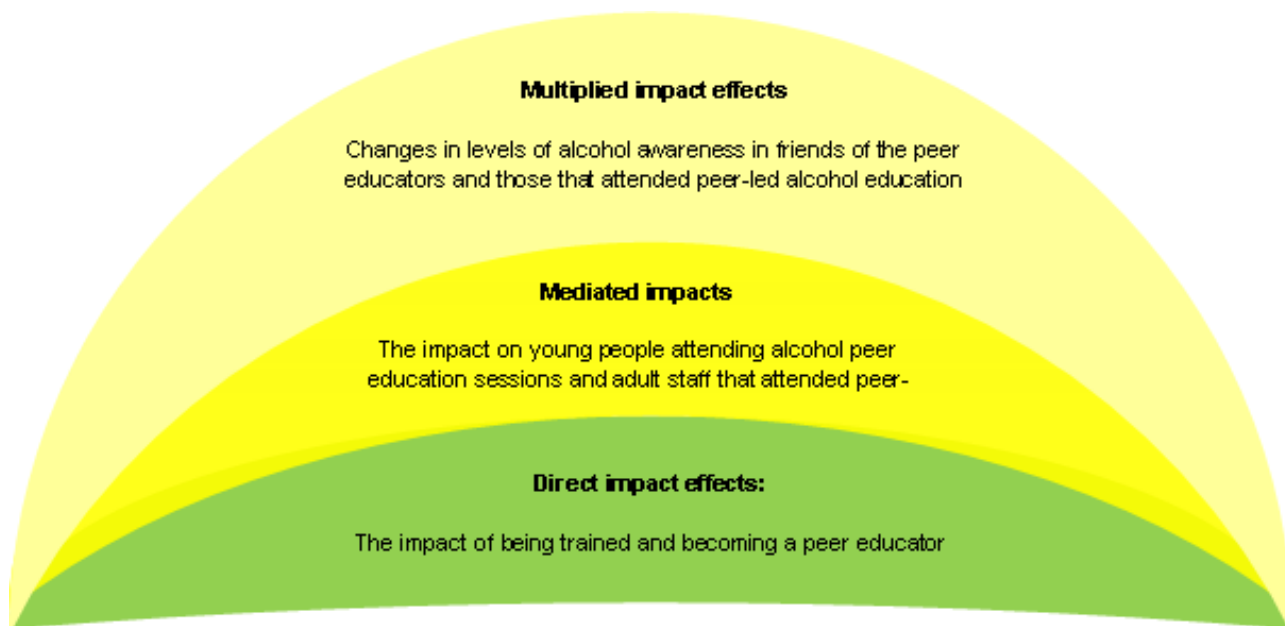 Multiplied impact effects
Changes in levels of alcohol awareness in friends of the peer
educators and those that attended peer-led alcohol education
Mediated impacts
The impact on young people attending alcohol peer
education sessions and adult staff that attended peer-
Direct impact effects:
The impact of being trained and becoming a peer educator